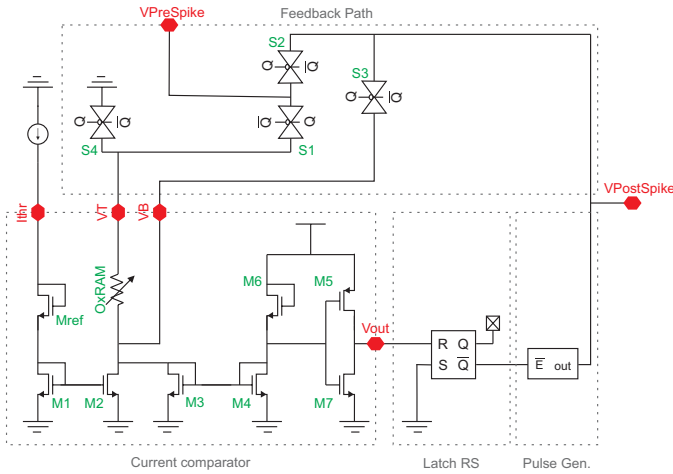 VPreSpike
Feedback Path
S2
S3
Q Q
Q Q
Q Q
Q Q
S4
S1
VPostSpike
Ithr
VT
VB
OxRAM
Mref
M6
M5
Vout
R Q
S Q
E out
M1
M2
M3
M4
M7
Current comparator
Latch RS
Pulse Gen.